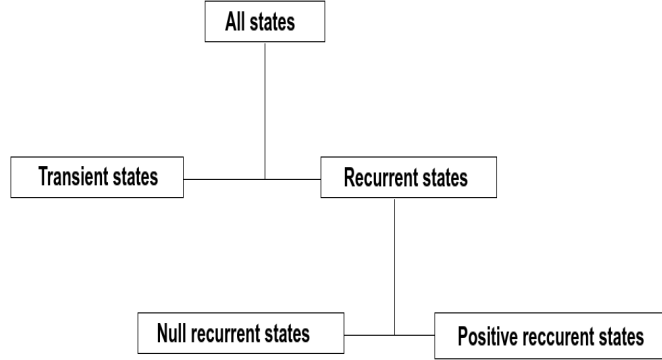 All states
Transient states
Recurrent states
Null recurrent states
Positive reccurent states